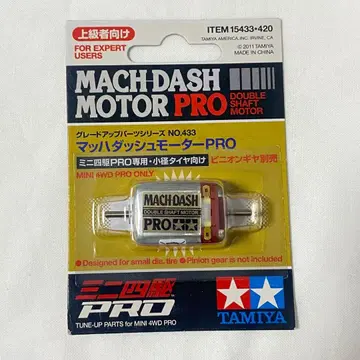 上級者向け
FOR EXPERT
USERS
ITEM 15433•420
TAMIYA AMERICA, INC. IRVINE, CA
© 2011 TAMIYA
MADE IN CHINA
MACH-DASH
MOTOR PRO
DOUBLE
SHAFT
MOTOR
グレードアップパーツシリーズ NO.433
マッハダッシュモーターPRO
ミニ四駆PRO専用・小径タイヤ向け
ピニオンギヤ別売
MINI 4WD PRO ONLY
MACH-DASH
DOUBLE SHAFT MOTOR
PRO
●Designed for small dia. tire ●Pinion gear is not included
ミニ四駆
PRO
TUNE-UP PARTS for MINI 4WD PRO
TAMIYA